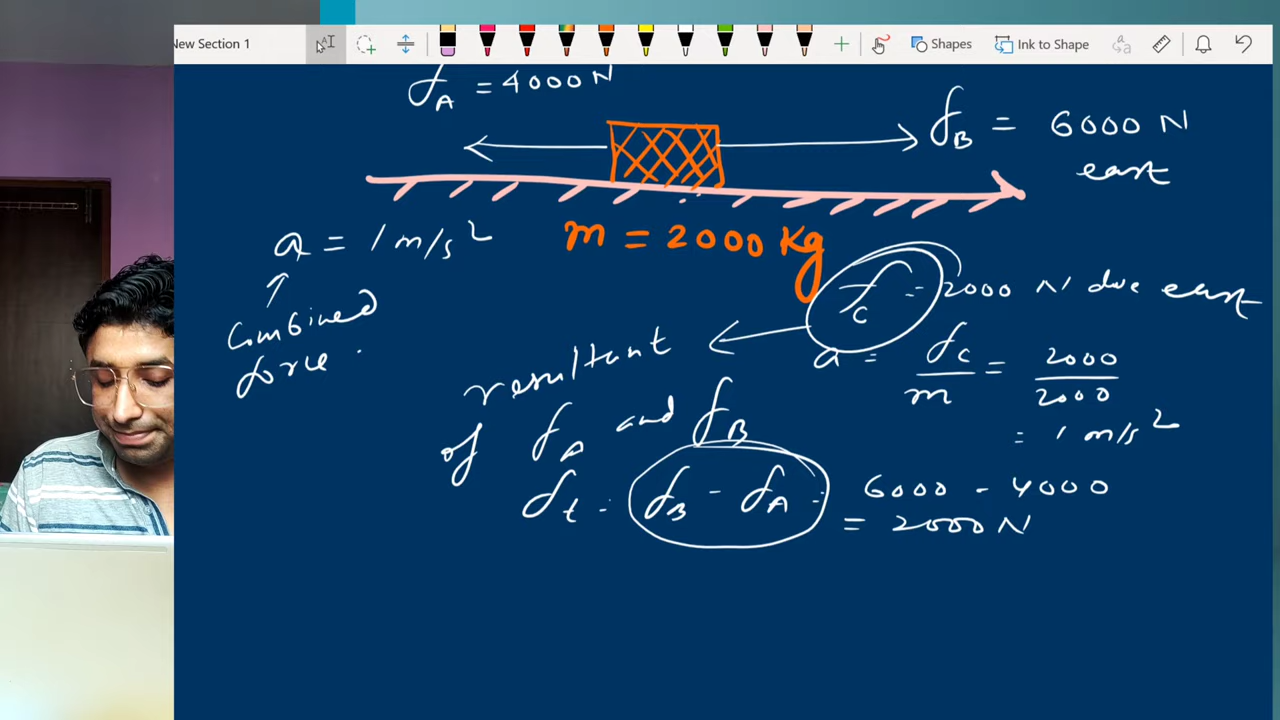 New Section 1
Shapes
Ink to Shape
f_A = 4000 N
f_B = 6000 N
east
a = 1 m/s²
m = 2000 kg
Combined
force.
f_c = 2000 N due east
resultant
a = f_c/m = 2000/2000
= 1 m/s²
of f_A and f_B
f_t = f_B - f_A = 6000 - 4000
= 2000 N